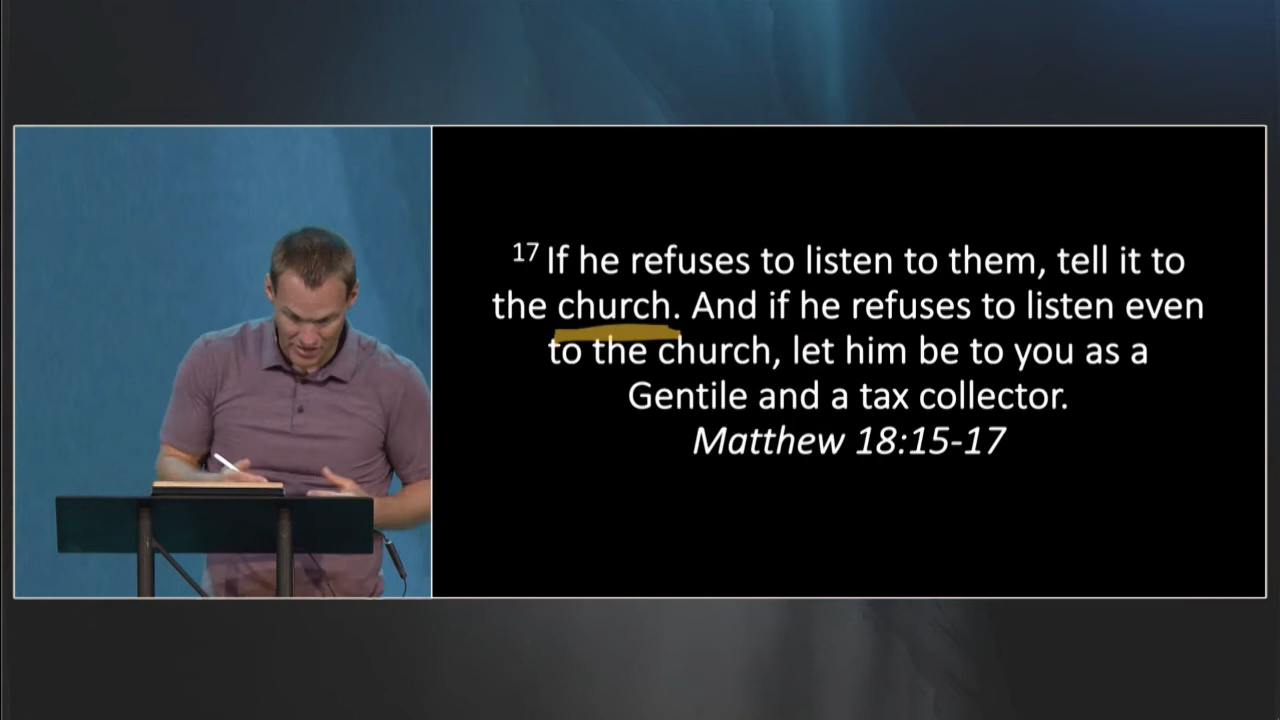 17 If he refuses to listen to them, tell it to
the church. And if he refuses to listen even
to the church, let him be to you as a
Gentile and a tax collector.
Matthew 18:15-17